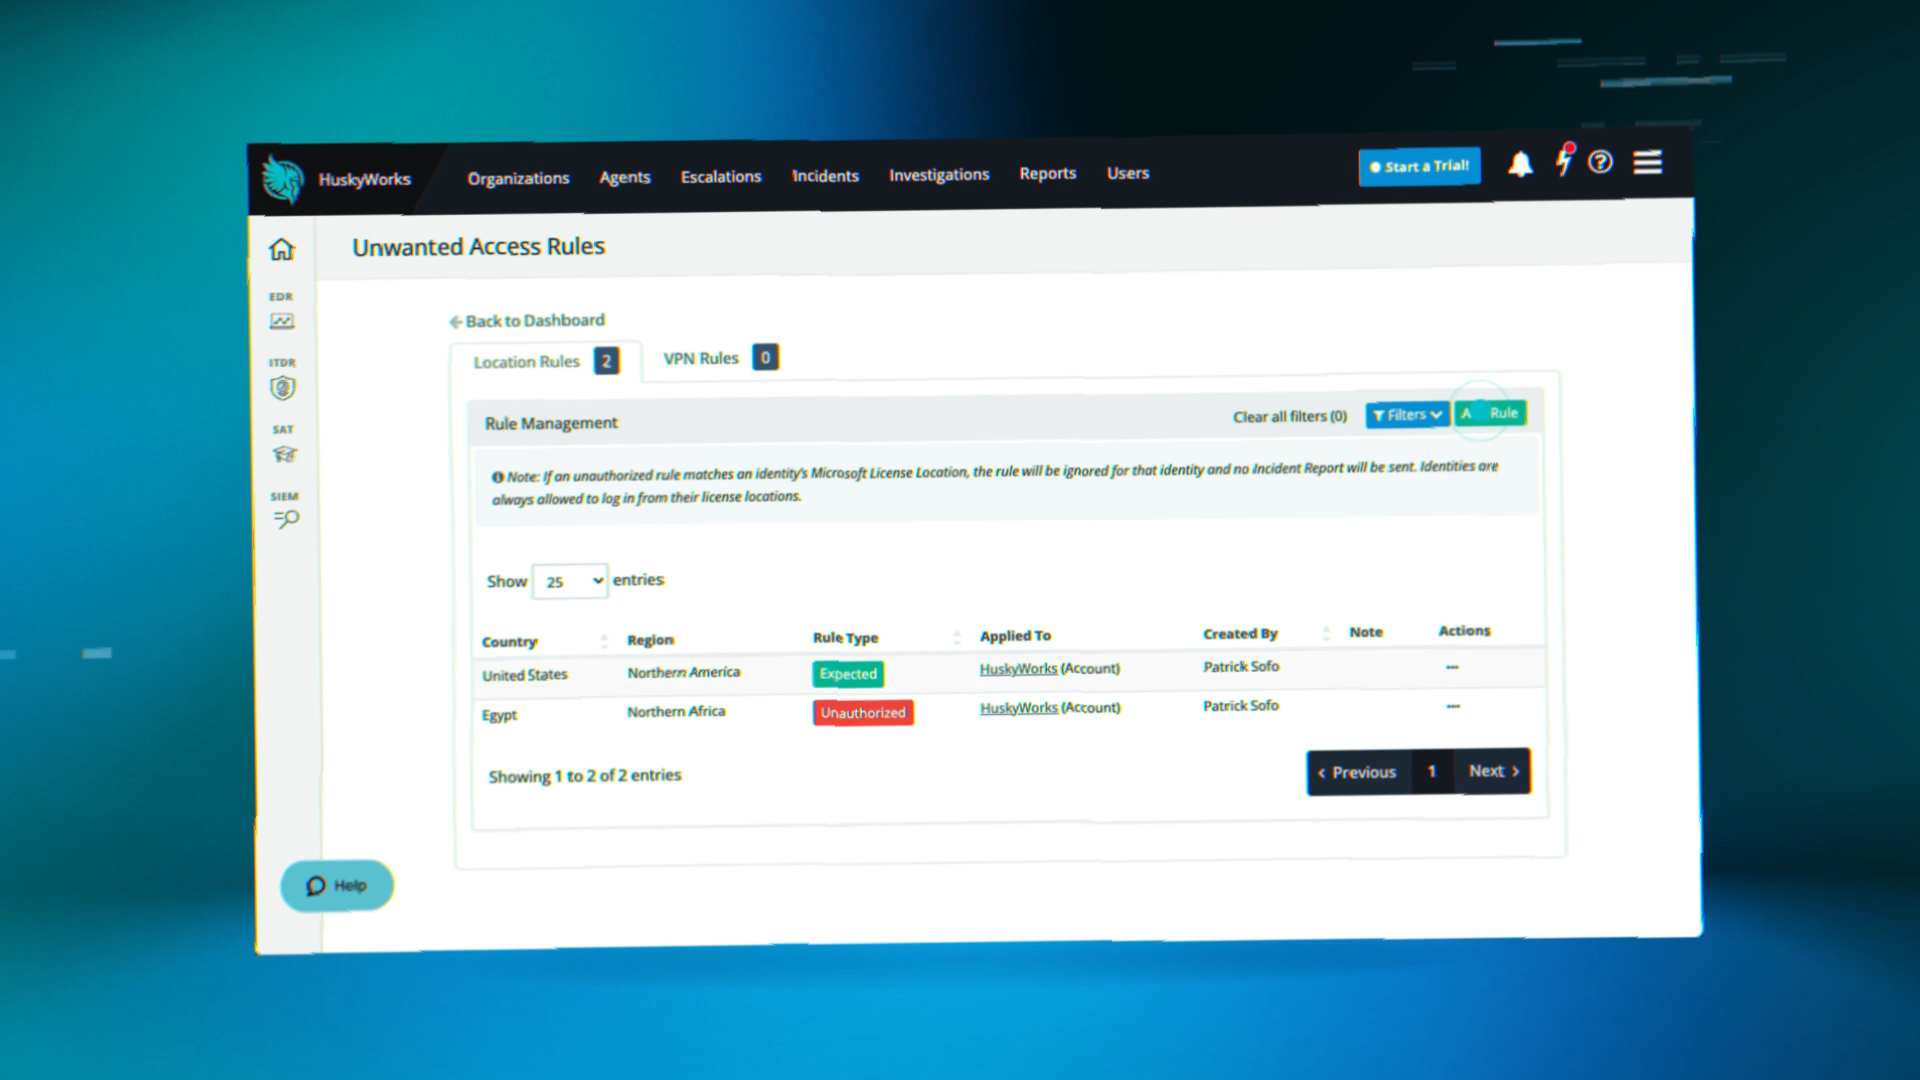 HuskyWorks
Organizations Agents Escalations Incidents Investigations Reports Users
Start a Trial!
Unwanted Access Rules
EDR
ITDR
SAT
SIEM
Back to Dashboard
Location Rules 2 VPN Rules 0
Rule Management
Clear all filters (0) Filters A Rule
Note: If an unauthorized rule matches an identity's Microsoft License Location, the rule will be ignored for that identity and no Incident Report will be sent. Identities are
always allowed to log in from their license locations.
Show 25 entries
Country Region Rule Type Applied To Created By Note Actions
United States Northern America Expected HuskyWorks (Account) Patrick Sofo ---
Egypt Northern Africa Unauthorized HuskyWorks (Account) Patrick Sofo ---
Showing 1 to 2 of 2 entries
Previous 1 Next
Help